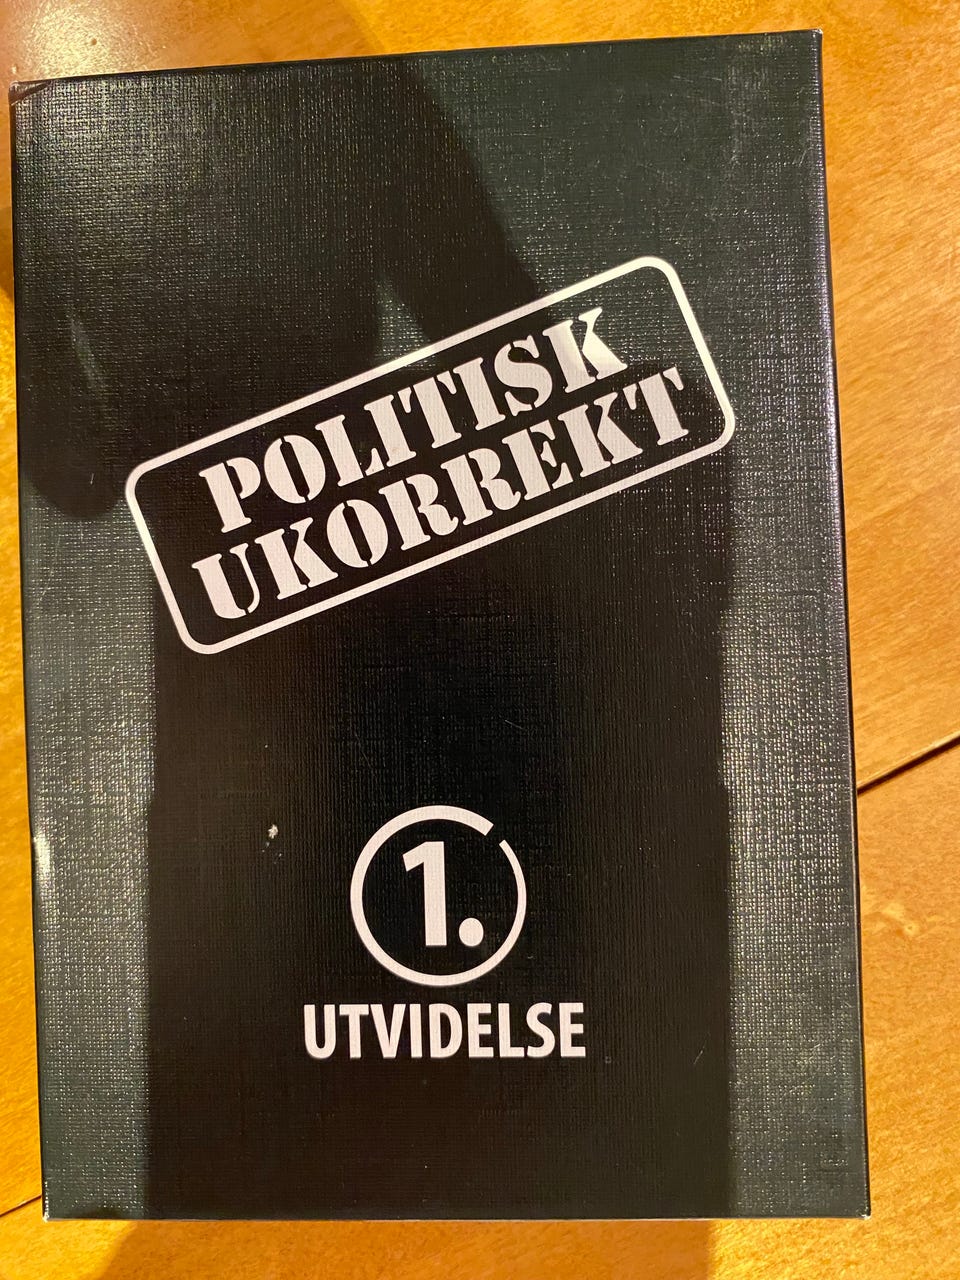 POLITISK
UKORREKT
1.
UTVIDELSE